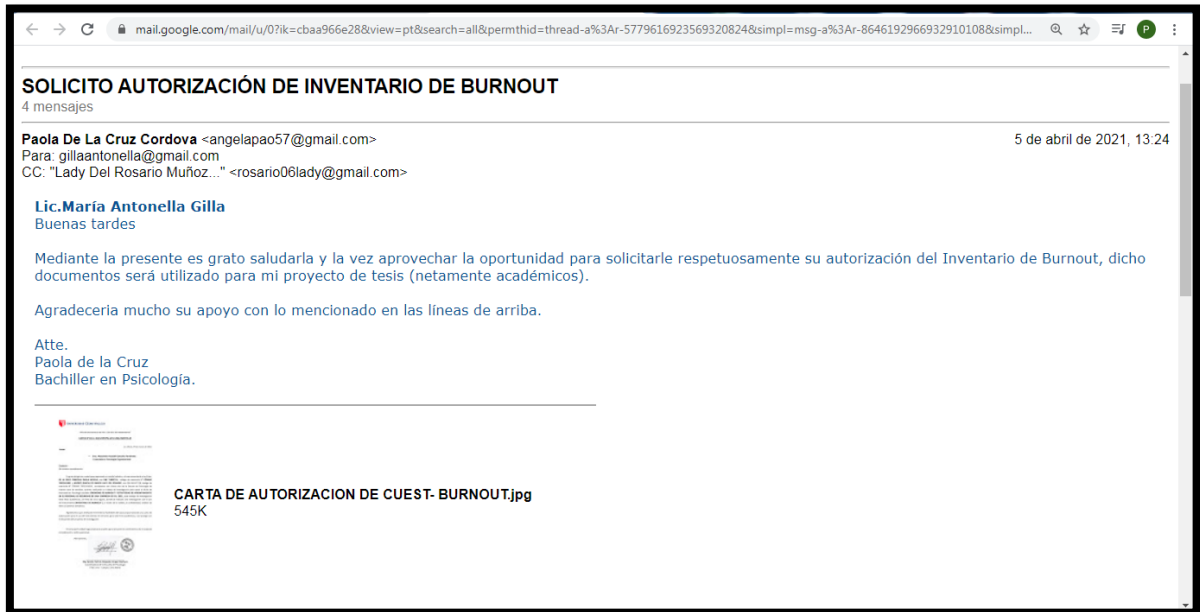 mail.google.com/mail/u/0?ik=cbaa966e28&view=pt&search=all&permthid=thread-a%3Ar-5779616923569320824&simpl=msg-a%3Ar-8646192966932910108&simpl...
P
SOLICITO AUTORIZACIÓN DE INVENTARIO DE BURNOUT
4 mensajes
Paola De La Cruz Cordova <angelapao57@gmail.com> 5 de abril de 2021, 13:24
Para: gillaantonella@gmail.com
CC: "Lady Del Rosario Muñoz..." <rosario06lady@gmail.com>
Lic.María Antonella Gilla
Buenas tardes
Mediante la presente es grato saludarla y la vez aprovechar la oportunidad para solicitarle respetuosamente su autorización del Inventario de Burnout, dicho
documentos será utilizado para mi proyecto de tesis (netamente académicos).
Agradeceria mucho su apoyo con lo mencionado en las líneas de arriba.
Atte.
Paola de la Cruz
Bachiller en Psicología.
CARTA DE AUTORIZACION DE CUEST- BURNOUT.jpg
545K